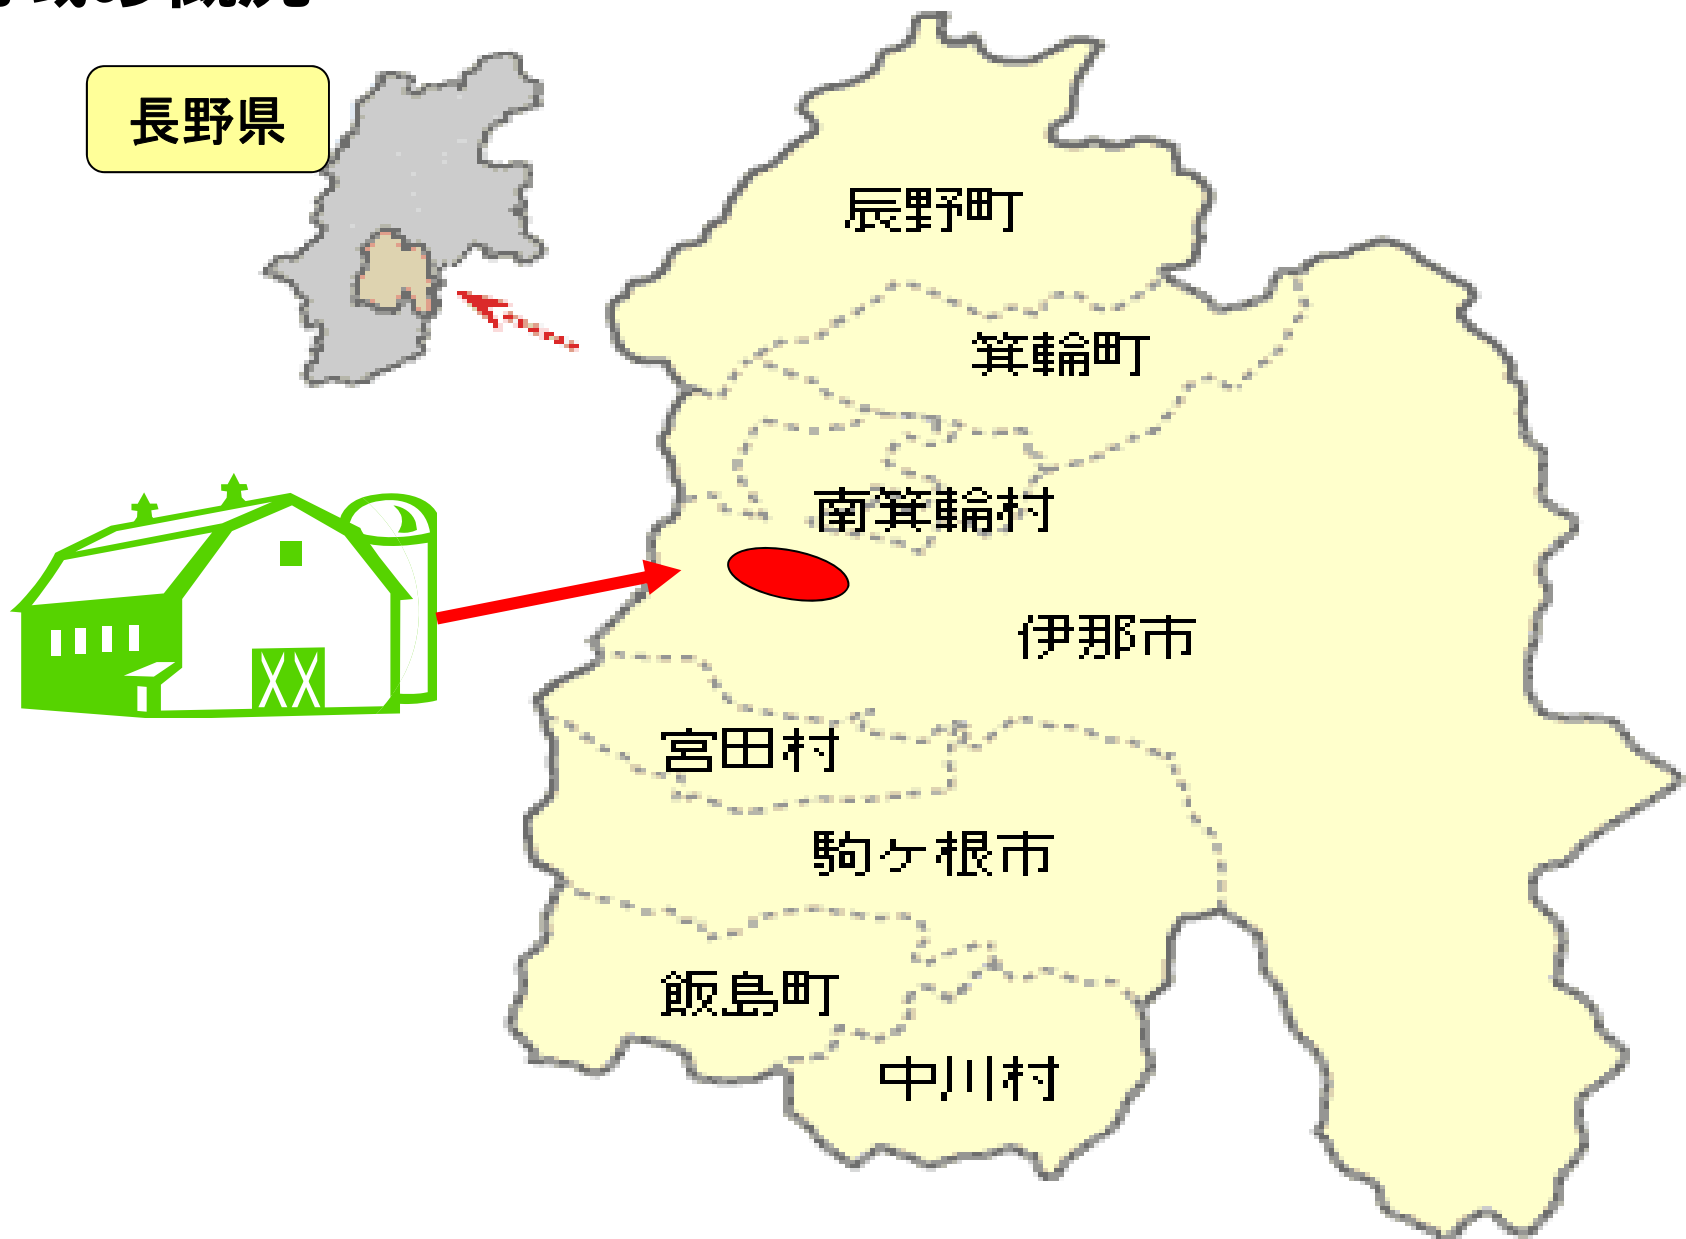 長野県
辰野町
箕輪町
南箕輪村
伊那市
宮田村
駒ヶ根市
飯島町
中川村